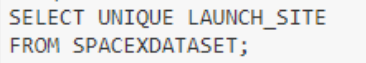 SELECT UNIQUE LAUNCH_SITE
FROM SPACEXDATASET;